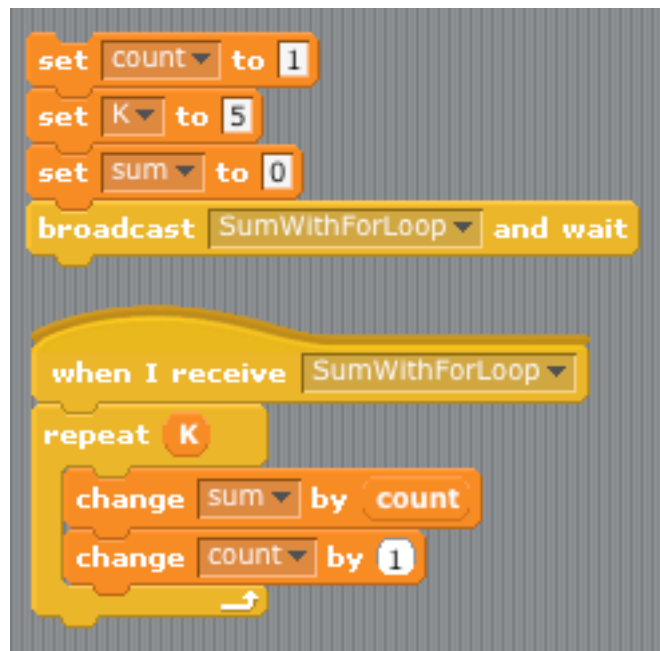 set count to 1
set K to 5
set sum to 0
broadcast SumWithForLoop and wait
when I receive SumWithForLoop
repeat K
change sum by count
change count by 1